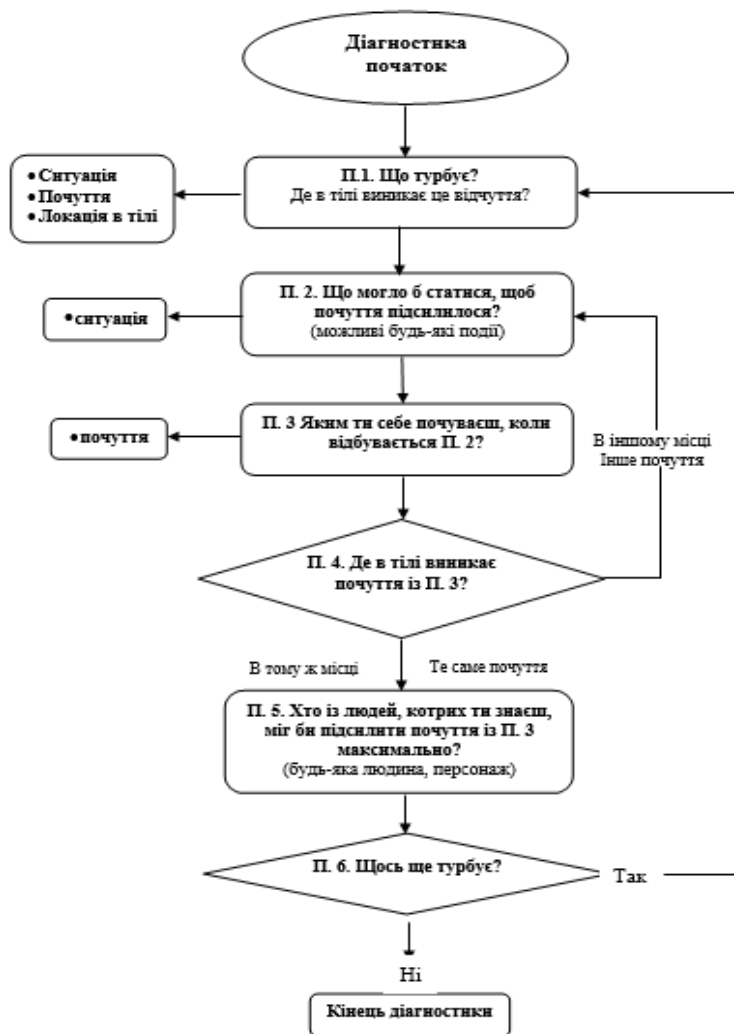 Діагностика
початок
• Ситуація
• Почуття
• Локація в тілі
П.1. Що турбує?
Де в тілі виникає це відчуття?
П. 2. Що могло б статися, щоб
почуття підсилилося?
(можливі будь-які події)
•ситуація
П. 3 Яким ти себе почуваєш, коли
відбувається П. 2?
•почуття
В іншому місці
Інше почуття
П. 4. Де в тілі виникає
почуття із П. 3?
В тому ж місці
Те саме почуття
П. 5. Хто із людей, котрих ти знаєш,
міг би підсилити почуття із П. 3
максимально?
(будь-яка людина, персонаж)
П. 6. Щось ще турбує?
Так
Ні
Кінець діагностики